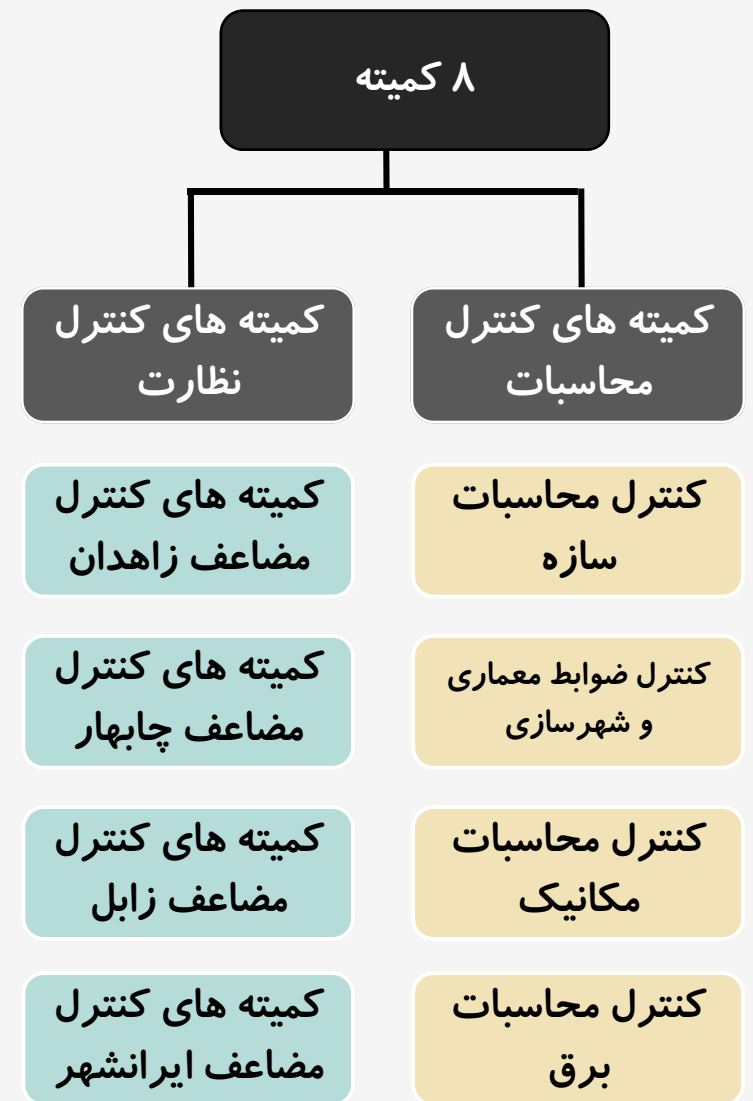 ۸ کمیته
کمیته های کنترل
محاسبات
کمیته های کنترل
نظارت
کنترل محاسبات
سازه
کمیته های کنترل
مضاعف زاهدان
کنترل ضوابط معماری
و شهرسازی
کمیته های کنترل
مضاعف چابهار
کنترل محاسبات
مکانیک
کمیته های کنترل
مضاعف زابل
کنترل محاسبات
برق
کمیته های کنترل
مضاعف ایرانشهر